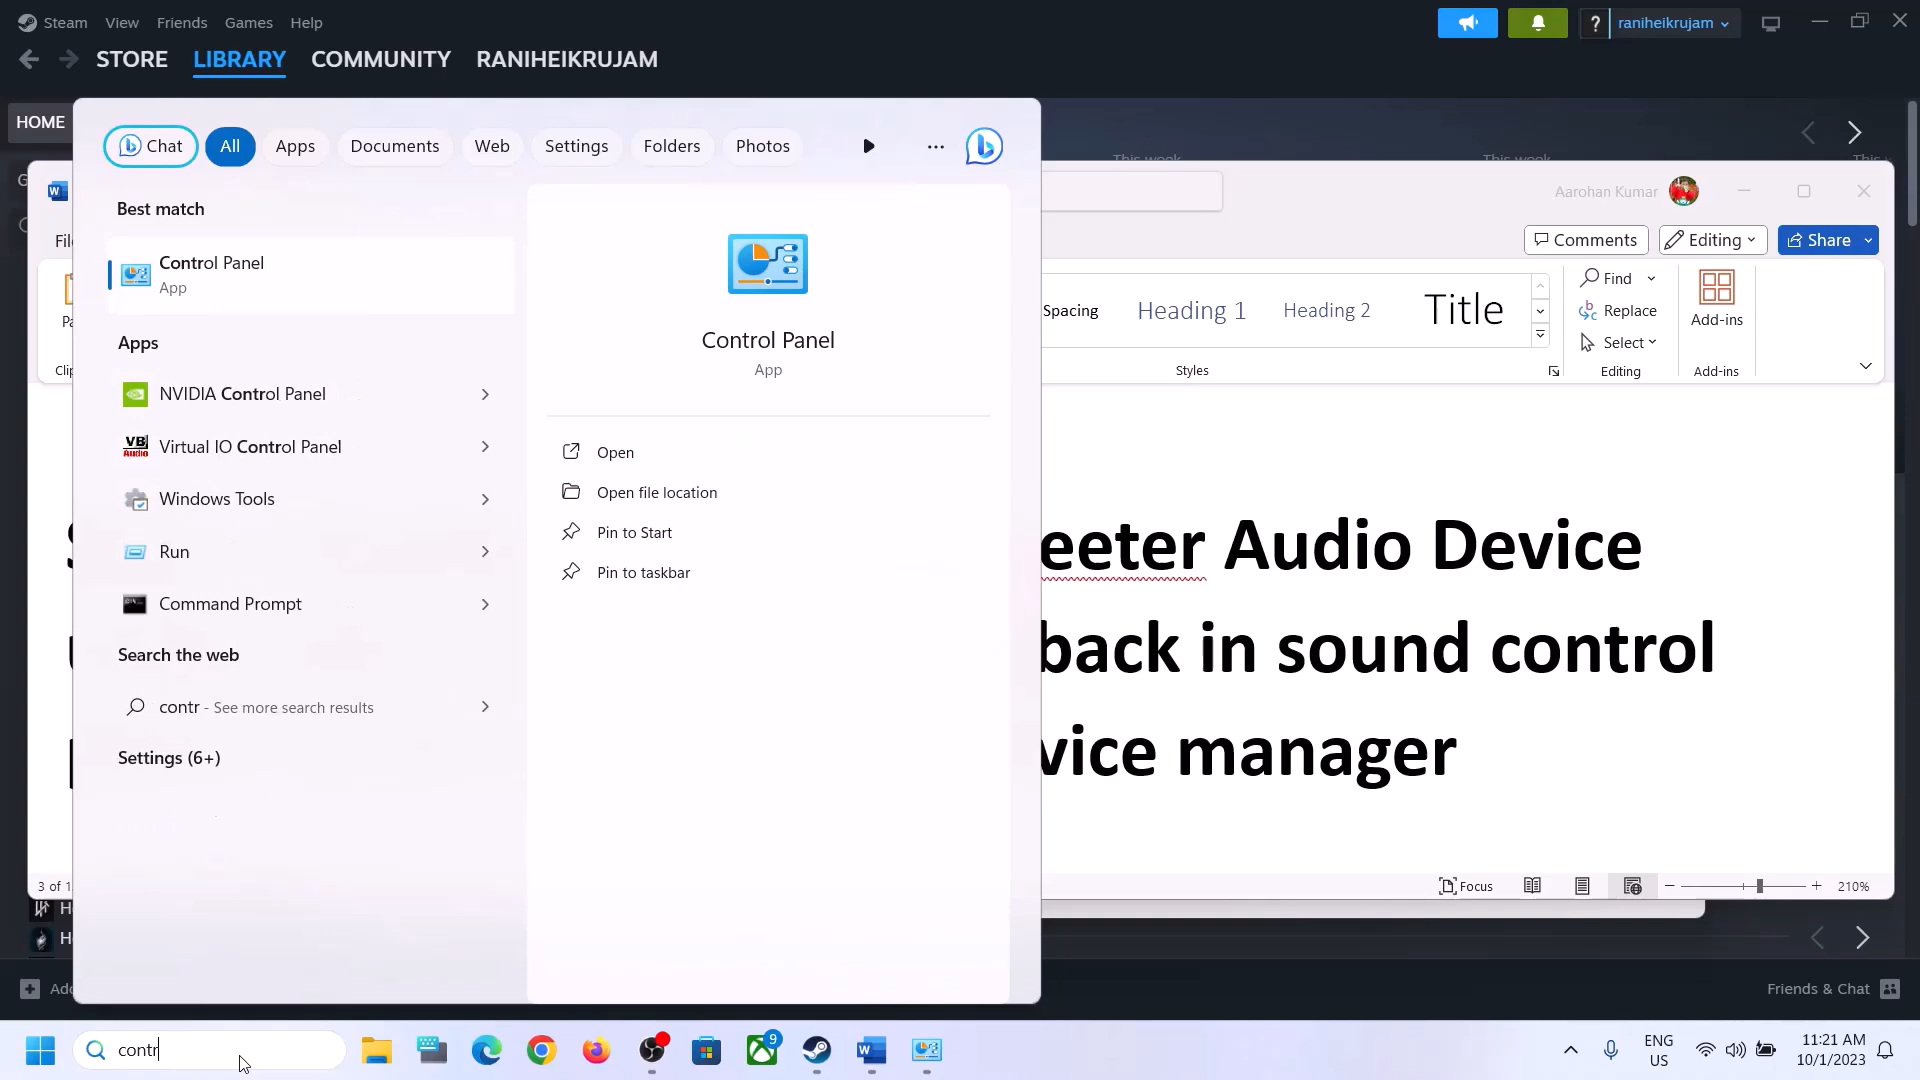 Steam View Friends Games Help
raniheikrujam
STORE LIBRARY COMMUNITY RANIHEIKRUJAM
HOME
Chat All Apps Documents Web Settings Folders Photos
Best match
Control Panel
App
Apps
NVIDIA Control Panel
Virtual IO Control Panel
Windows Tools
Run
Command Prompt
Search the web
contr - See more search results
Settings (6+)
Control Panel
App
Open
Open file location
Pin to Start
Pin to taskbar
Aarohan Kumar
Comments Editing Share
Spacing Heading 1 Heading 2 Title
Find
Replace
Select
Add-ins
Styles Editing Add-ins
eeter Audio Device
back in sound control
vice manager
3 of 1
Focus 210%
Friends & Chat
contr
9
ENG
US
11:21 AM
10/1/2023